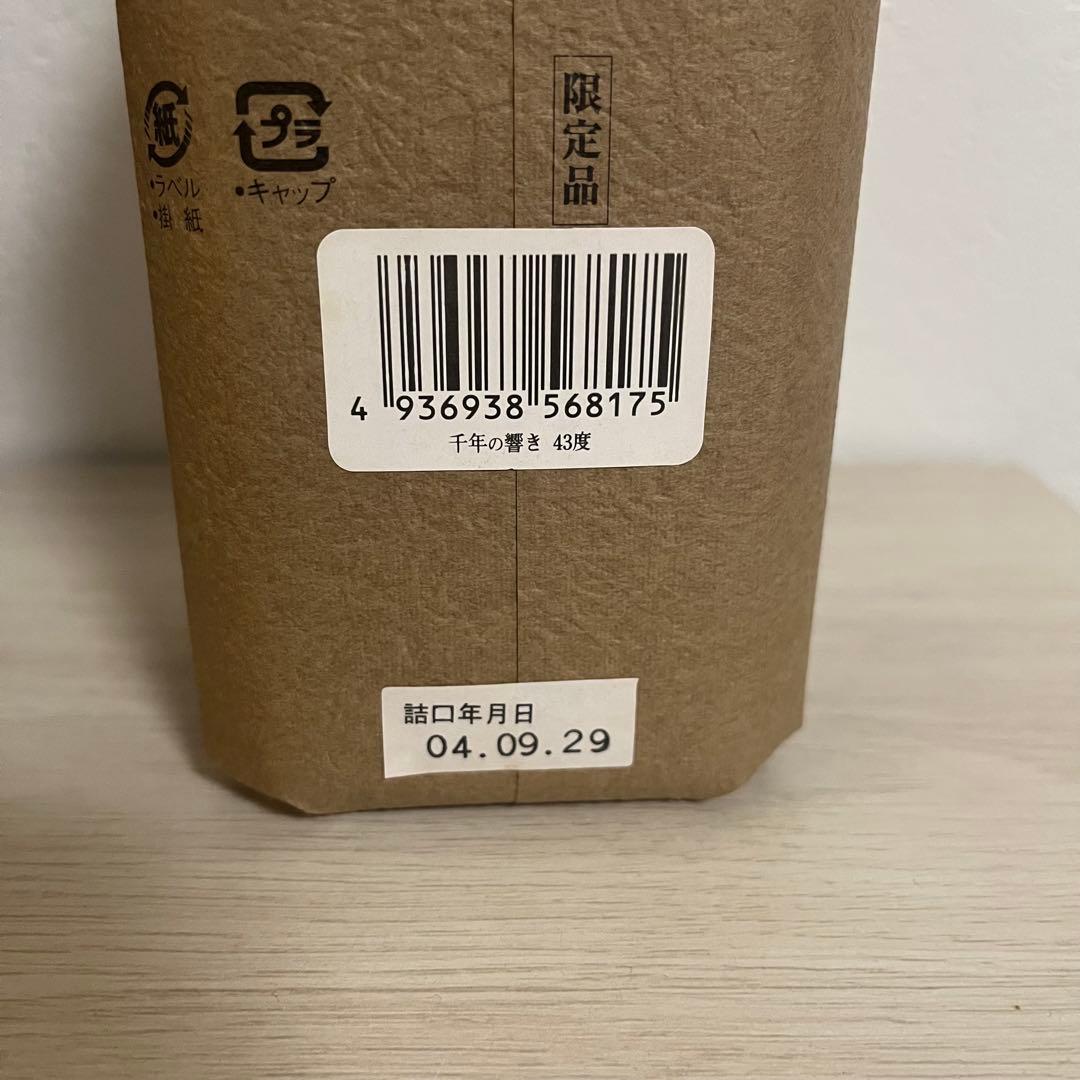 紙
・ラベル
・掛 紙
プラ
・キャップ
限定品
4 936938 568175
千年の響き 43度
詰口年月日
04.09.29